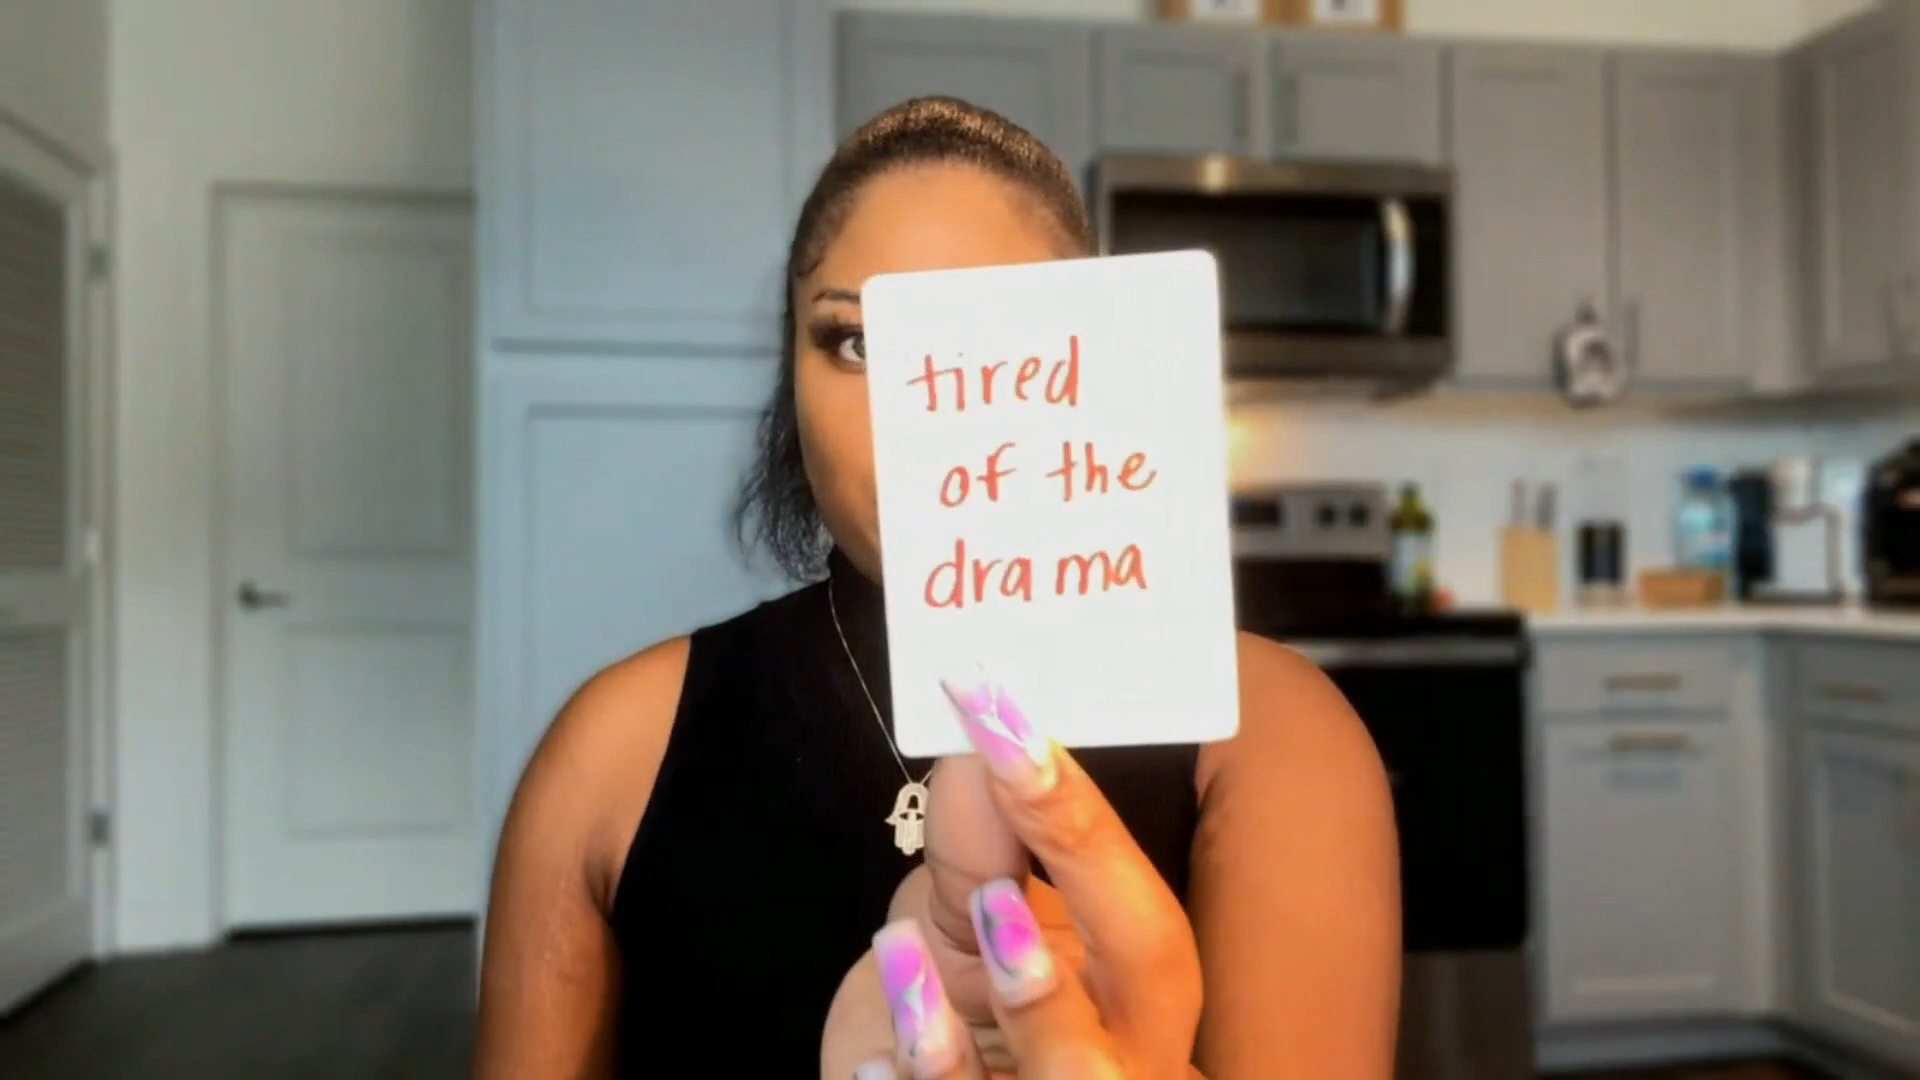 tired
of the
drama